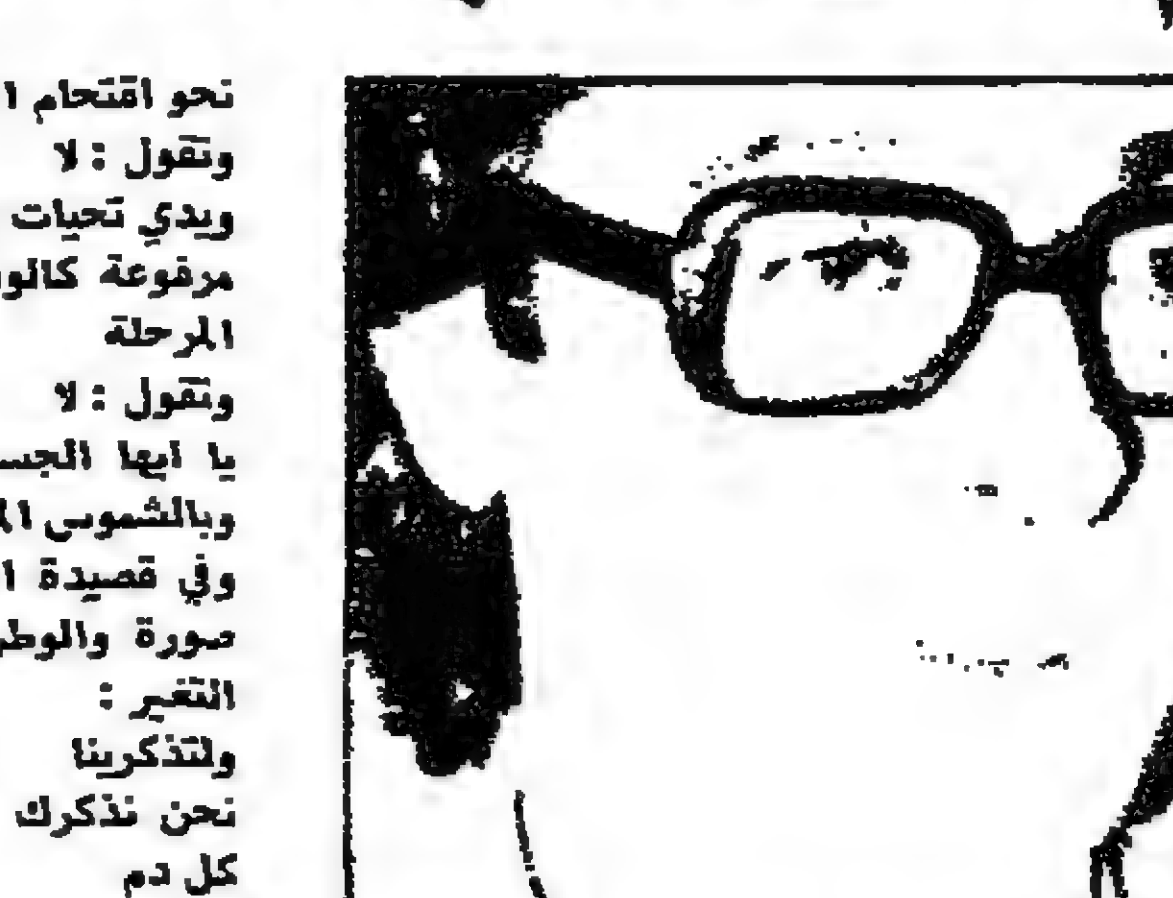 نحو اقتحام ا
وتقول : لا
ويدي تحيات
مرفوعة كالو
المرحلة
وتقول : لا
يا ايها الجس
وبالشموس ال
وفي قصيدة ا
صورة والوط
التغير :
ولتذكرينا
نحن نذكرك
كل دم